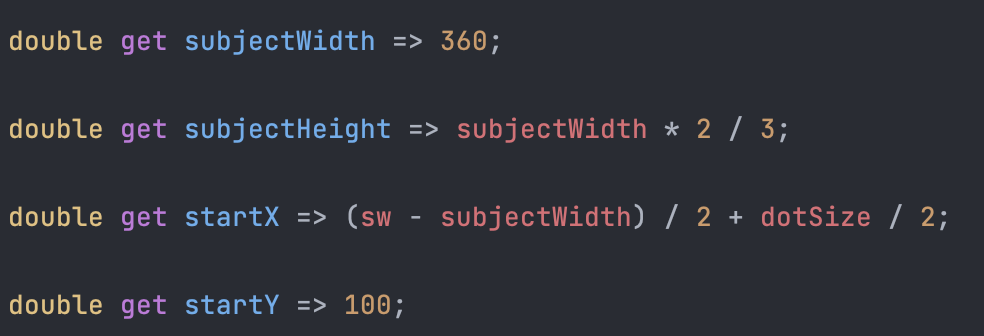 double get subjectWidth => 360;
double get subjectHeight => subjectWidth * 2 / 3;
double get startX => (sw - subjectWidth) / 2 + dotSize / 2;
double get startY => 100;